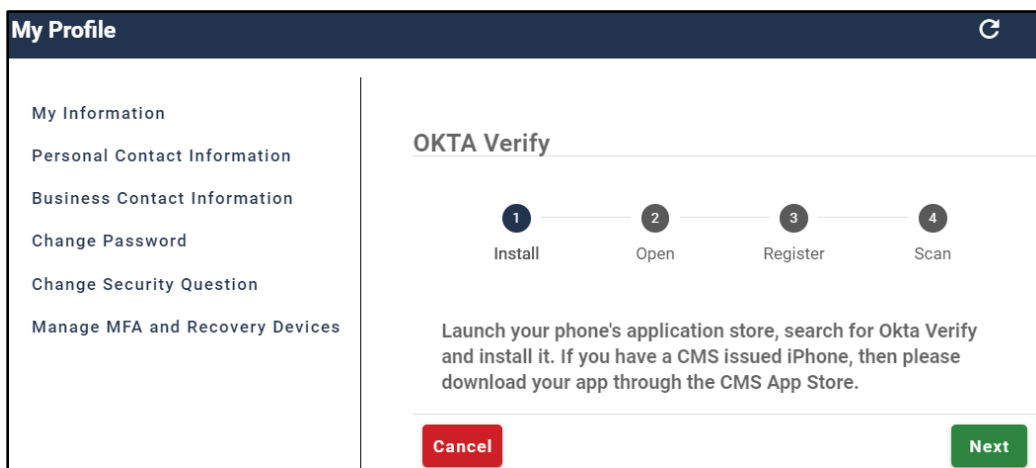 My Profile
My Information
Personal Contact Information
Business Contact Information
Change Password
Change Security Question
Manage MFA and Recovery Devices
OKTA Verify
1 2 3 4
Install Open Register Scan
Launch your phone's application store, search for Okta Verify
and install it. If you have a CMS issued iPhone, then please
download your app through the CMS App Store.
Cancel Next